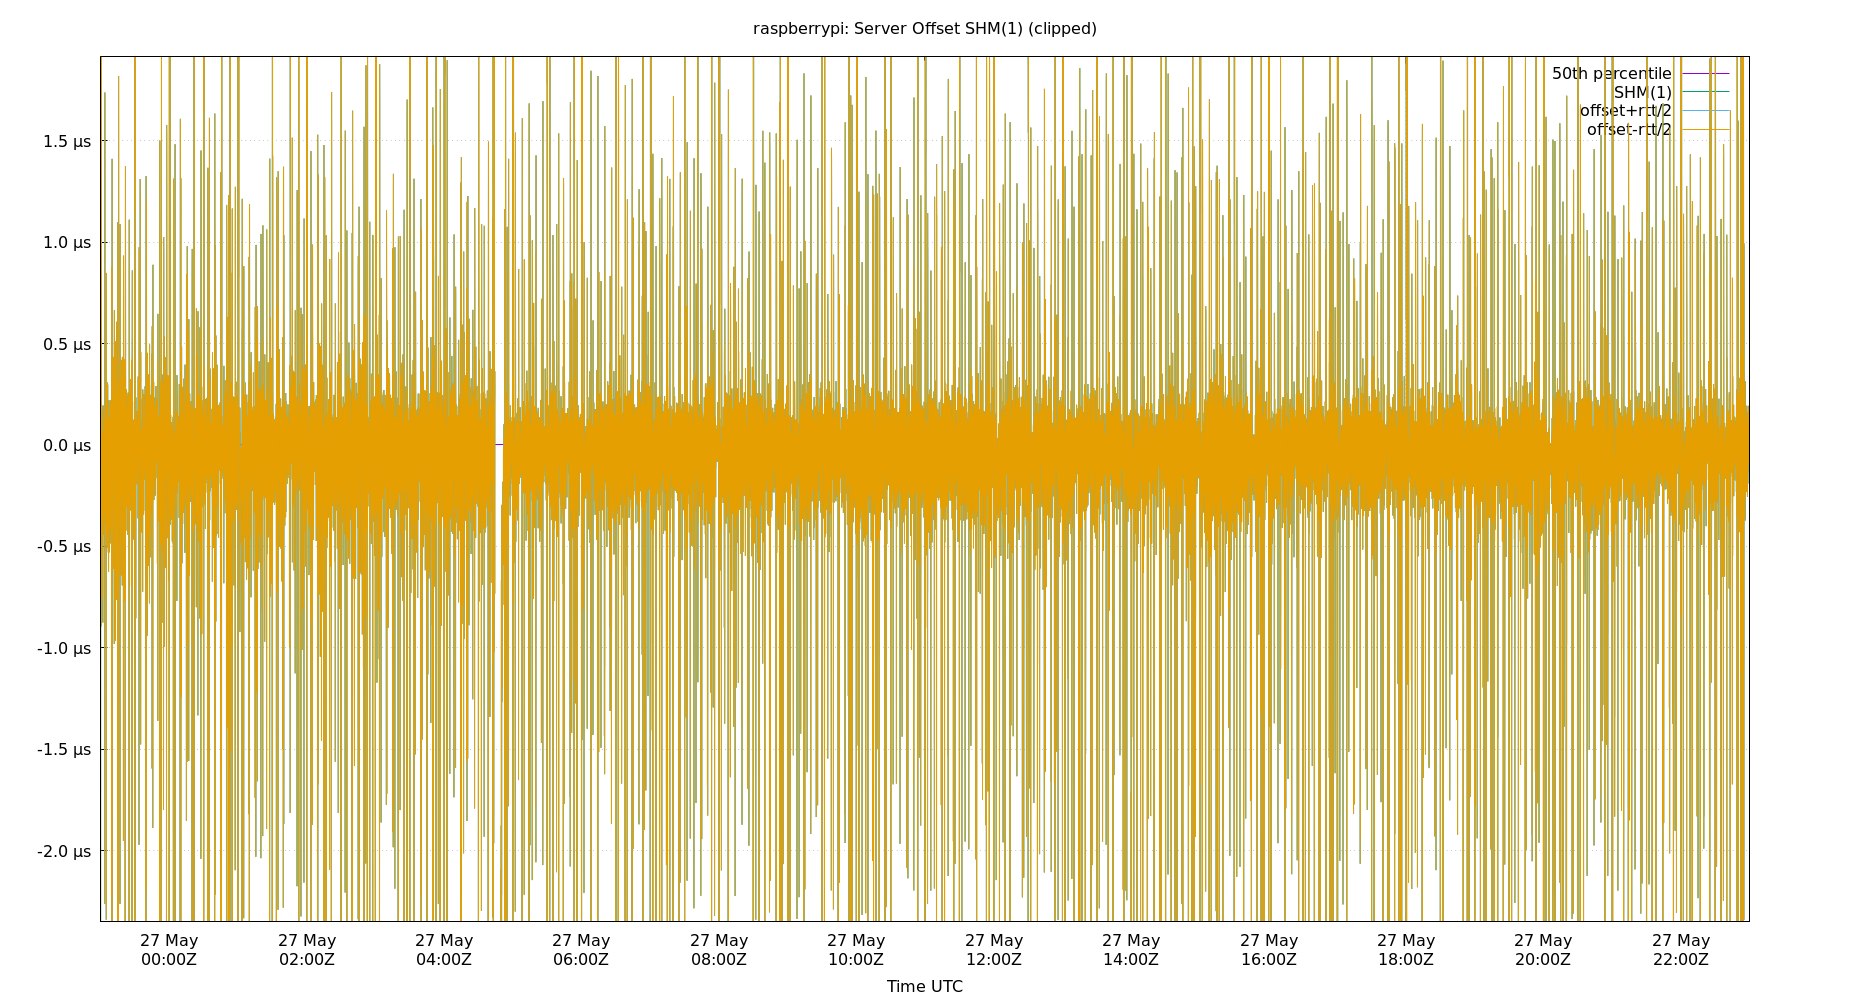 raspberrypi: Server Offset SHM(1) (clipped)
50th percentile
SHM(1)
offset+rtt/2
offset-rtt/2
1.5 µs
1.0 µs
0.5 µs
0.0 µs
-0.5 µs
-1.0 µs
-1.5 µs
-2.0 µs
27 May 27 May 27 May 27 May 27 May 27 May 27 May 27 May 27 May 27 May 27 May 27 May
00:00Z 02:00Z 04:00Z 06:00Z 08:00Z 10:00Z 12:00Z 14:00Z 16:00Z 18:00Z 20:00Z 22:00Z
Time UTC